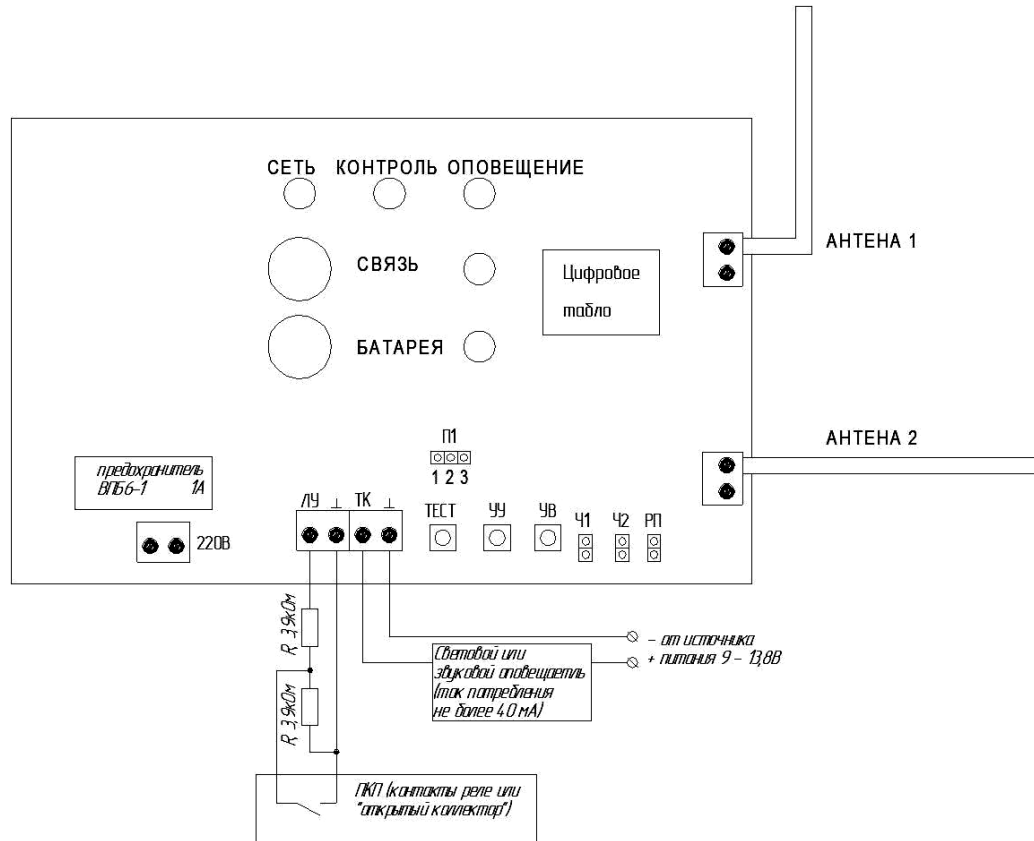 СЕТЬ КОНТРОЛЬ ОПОВЕЩЕНИЕ
АНТЕНА 1
СВЯЗЬ
Цифровое
табло
БАТАРЕЯ
АНТЕНА 2
П1
1 2 3
предохранитель
ВПБ6-1 1А
ЛУ ⊥ ТК ⊥
ТЕСТ УУ УВ Ч1 Ч2 РП
220В
R 3,9кОм
R 3,9кОм
- от источника
+ питания 9 - 13,8В
Световой или
звуковой оповещаетль
(ток потребления
не более 40 мА)
ПКП (контакты реле или
"открытый коллектор")